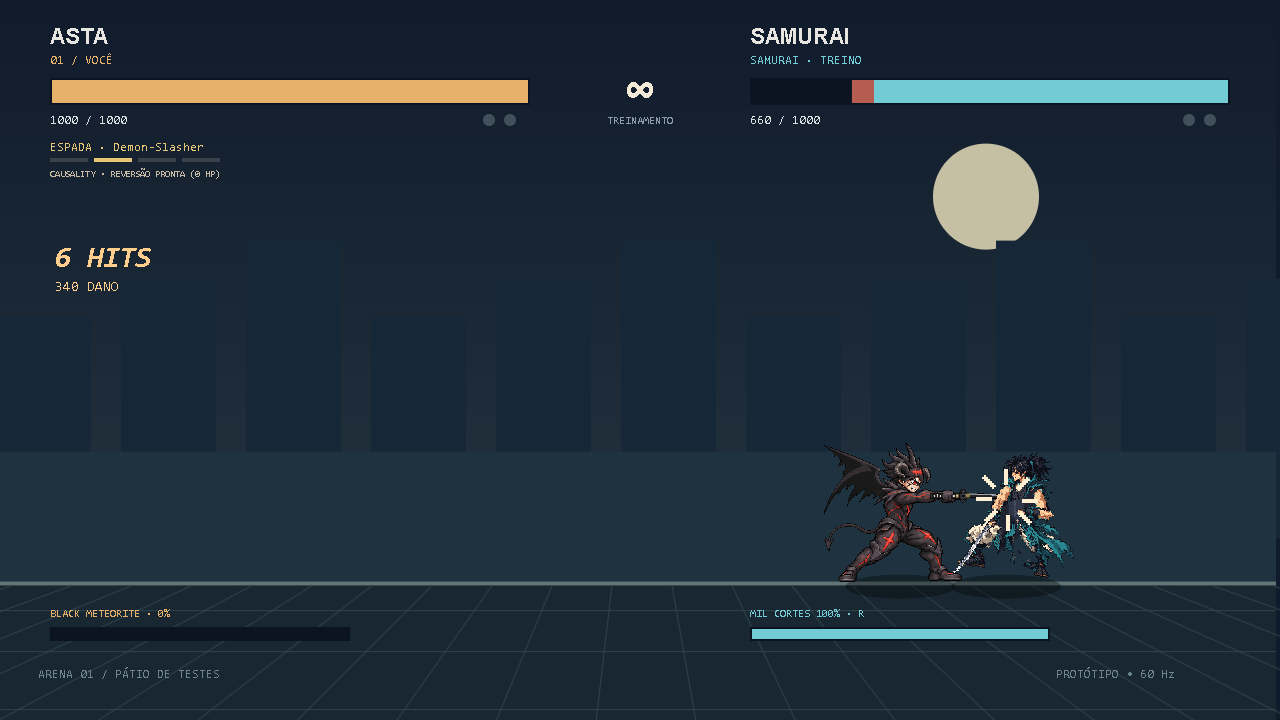 ASTA
01 / VOCÊ
1000 / 1000
ESPADA · Demon-Slasher
CAUSALITY · REVERSÃO PRONTA (0 HP)
∞
TREINAMENTO
SAMURAI
SAMURAI · TREINO
660 / 1000
6 HITS
340 DANO
BLACK METEORITE · 0%
MIL CORTES 100% · R
ARENA 01 / PÁTIO DE TESTES
PROTÓTIPO • 60 Hz